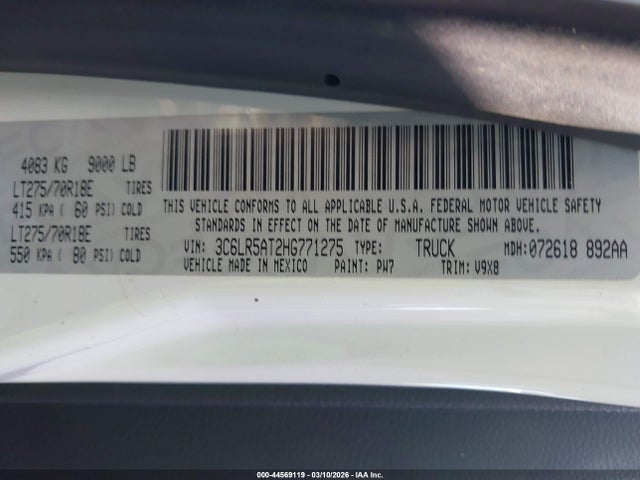 4083 KG 9000 LB
LT275/70R18E TIRES
415 KPA ( 60 PSI) COLD
LT275/70R18E TIRES
550 KPA ( 80 PSI) COLD
THIS VEHICLE CONFORMS TO ALL APPLICABLE U.S.A. FEDERAL MOTOR VEHICLE SAFETY
STANDARDS IN EFFECT ON THE DATE OF MANUFACTURE SHOWN ABOVE.
VIN: 3C6LR5AT2HG771275 TYPE: TRUCK MDH: 072618 892AA
VEHICLE MADE IN MEXICO PAINT: PW7 TRIM: V9X8
000-44569119 - 03/10/2026 - IAA Inc.